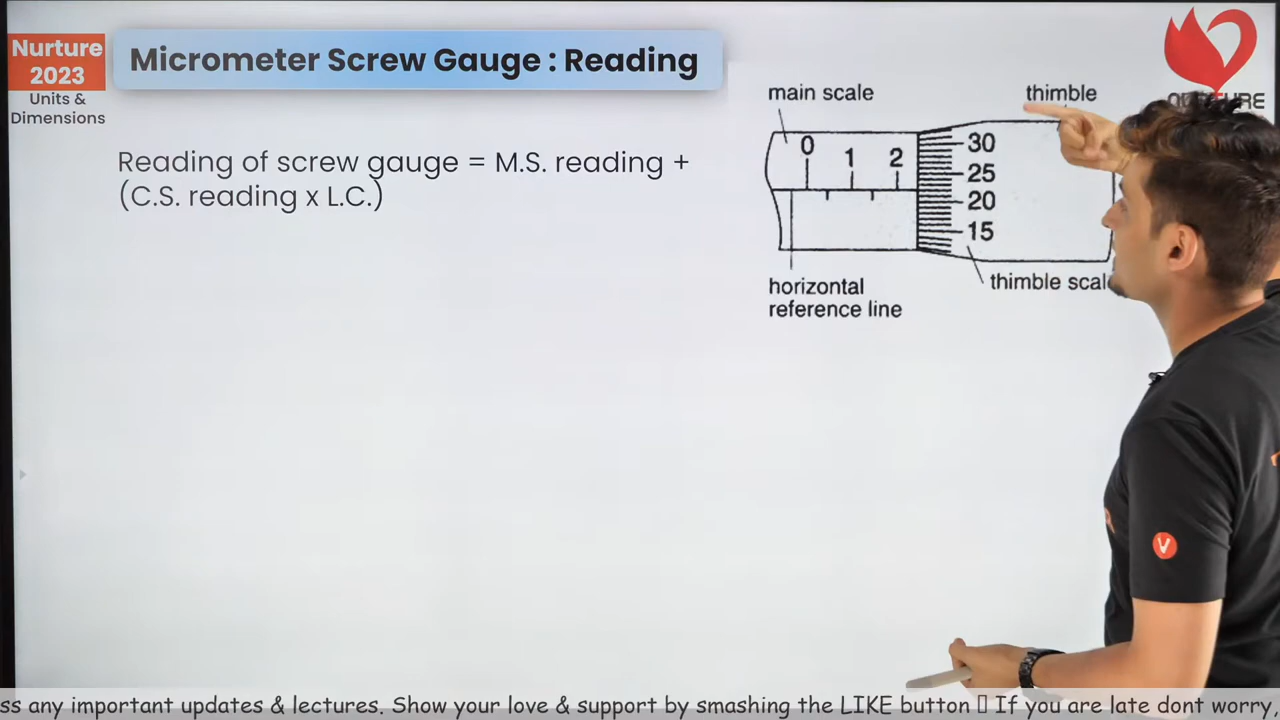 Nurture
2023
Units &
Dimensions
Micrometer Screw Gauge : Reading
Reading of screw gauge = M.S. reading +
(C.S. reading x L.C.)
main scale
thimble
0
1
2
30
25
20
15
horizontal
reference line
thimble scal
V
ss any important updates & lectures. Show your love & support by smashing the LIKE button If you are late dont worry,